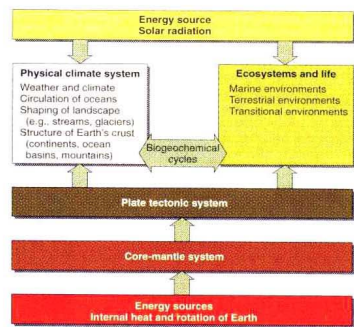 Energy source
Solar radiation
Physical climate system
Weather and climate
Circulation of oceans
Shaping of landscape
(e.g., streams, glaciers)
Structure of Earth's crust
(continents, ocean
basins, mountains)
Biogeochemical
cycles
Ecosystems and life
Marine environments
Terrestrial environments
Transitional environments
Plate tectonic system
Core-mantle system
Energy sources
Internal heat and rotation of Earth